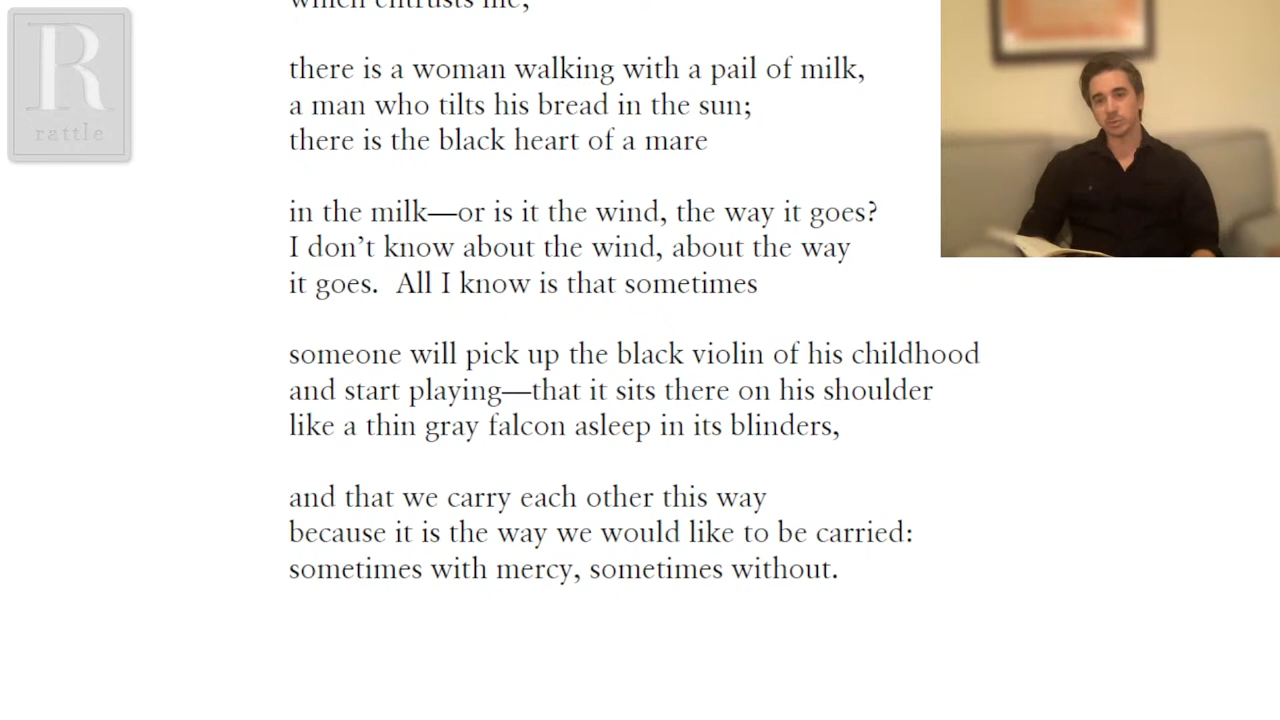 R
rattle
which entrusts me,
there is a woman walking with a pail of milk,
a man who tilts his bread in the sun;
there is the black heart of a mare
in the milk—or is it the wind, the way it goes?
I don’t know about the wind, about the way
it goes.  All I know is that sometimes
someone will pick up the black violin of his childhood
and start playing—that it sits there on his shoulder
like a thin gray falcon asleep in its blinders,
and that we carry each other this way
because it is the way we would like to be carried:
sometimes with mercy, sometimes without.